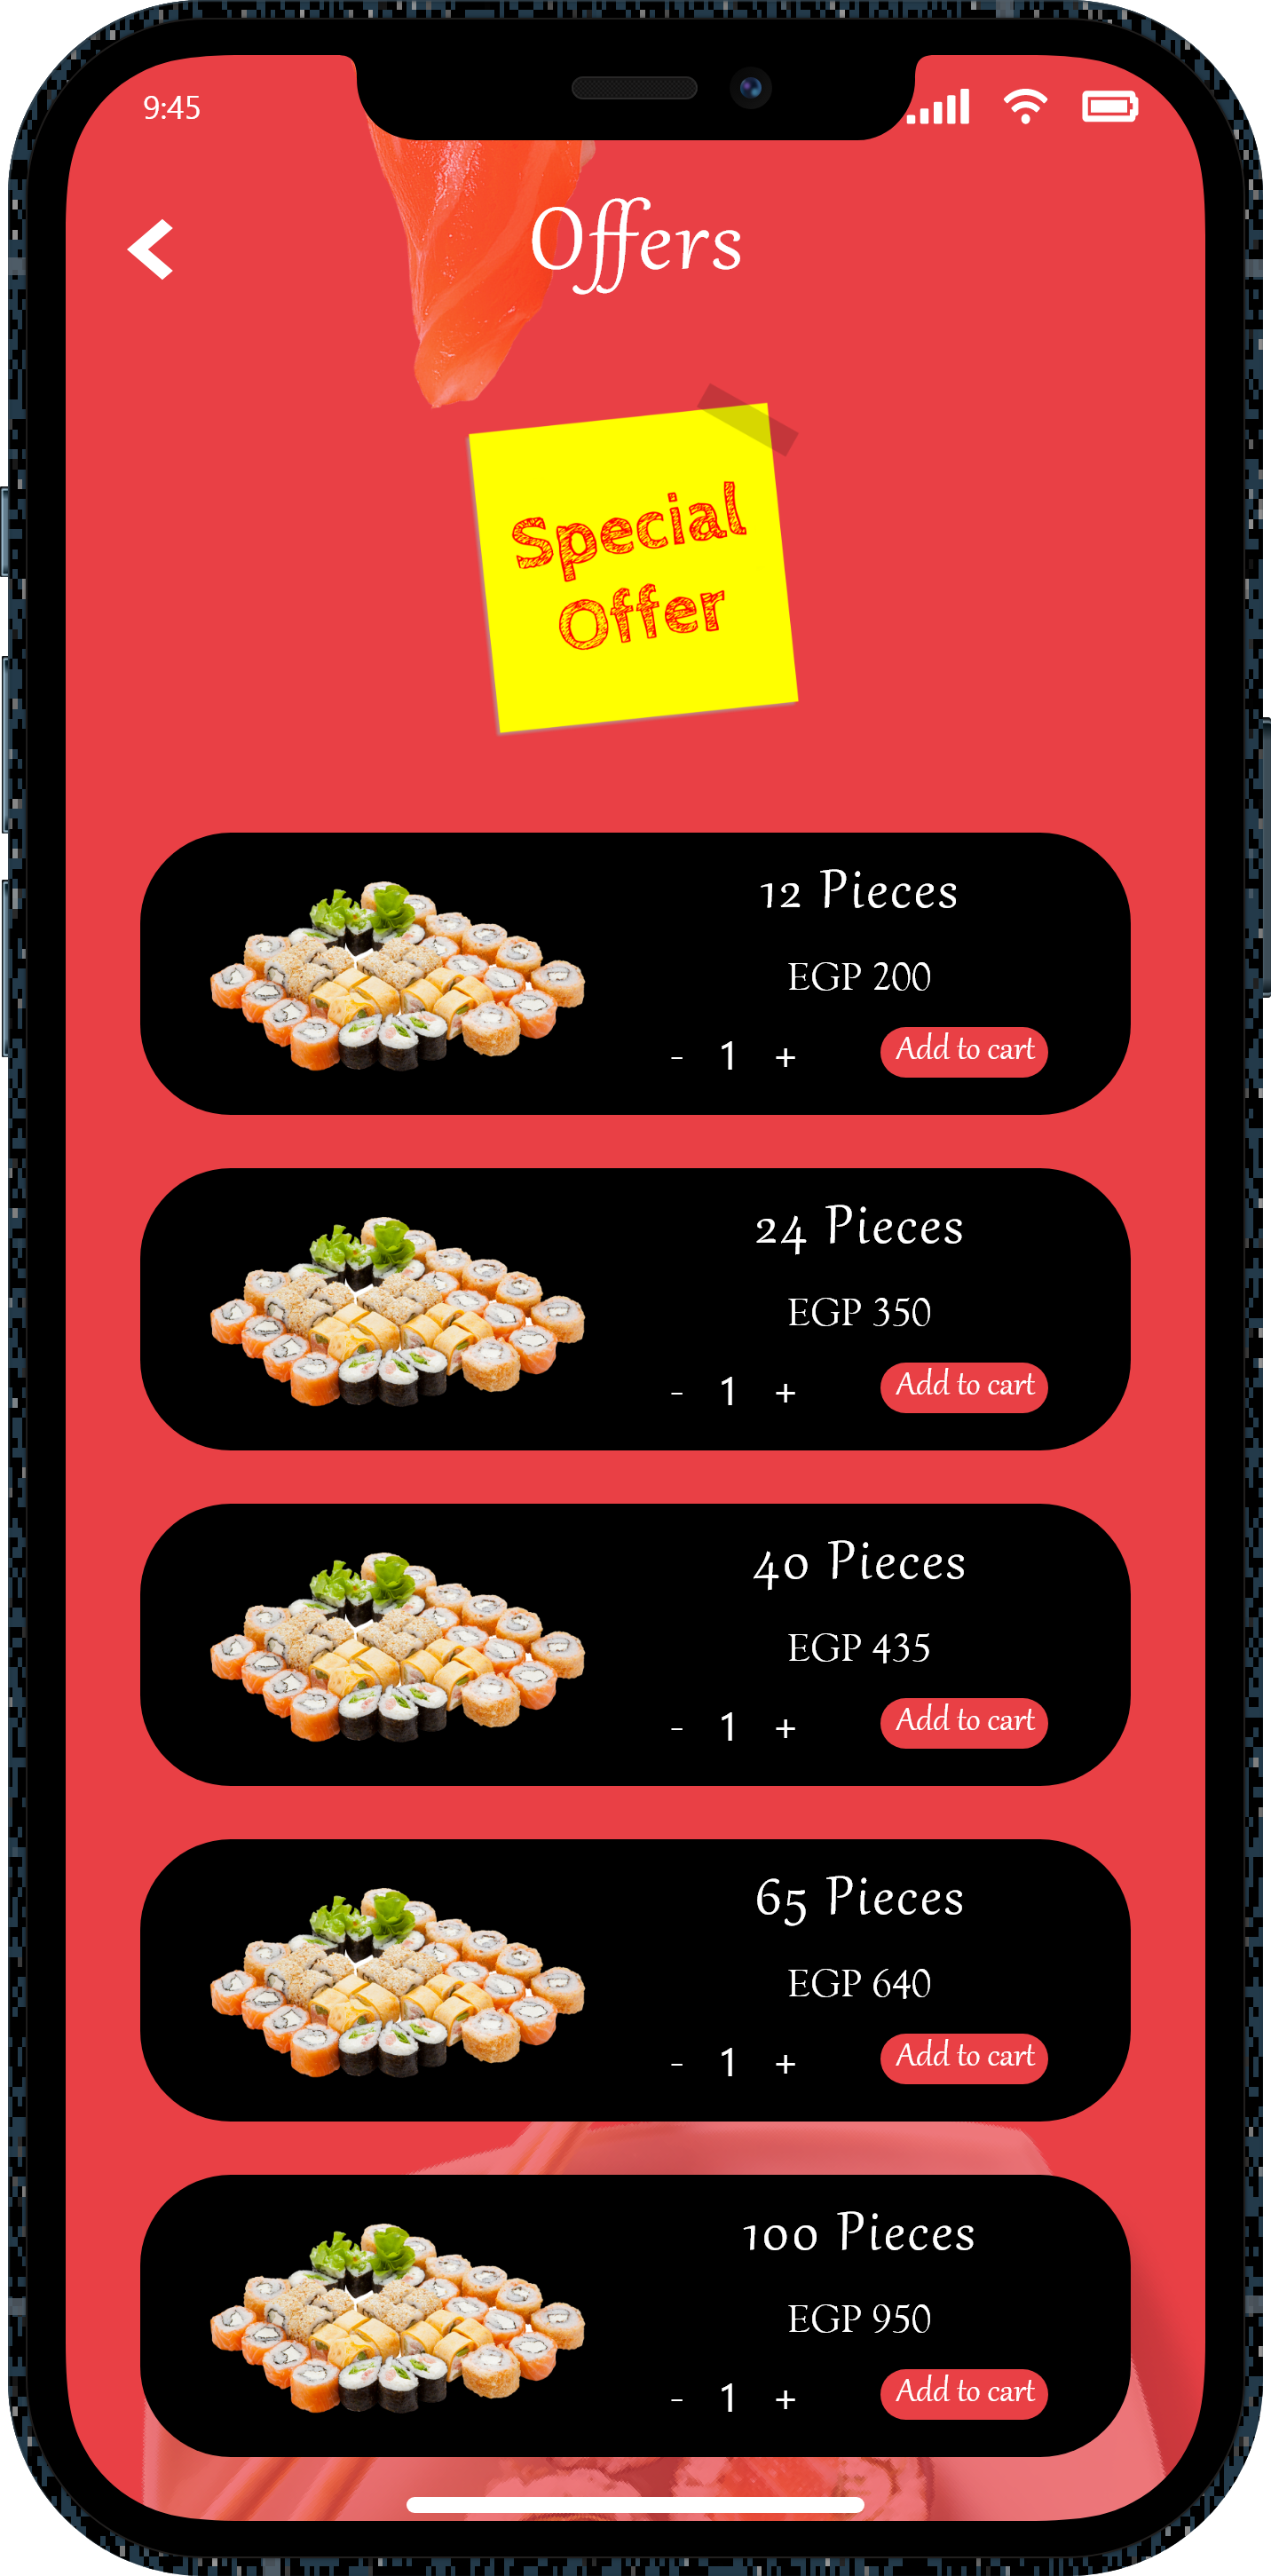 9:45
Offers
Special
Offer
12 Pieces
EGP 200
- 1 + Add to cart
24 Pieces
EGP 350
- 1 + Add to cart
40 Pieces
EGP 435
- 1 + Add to cart
65 Pieces
EGP 640
- 1 + Add to cart
100 Pieces
EGP 950
- 1 + Add to cart